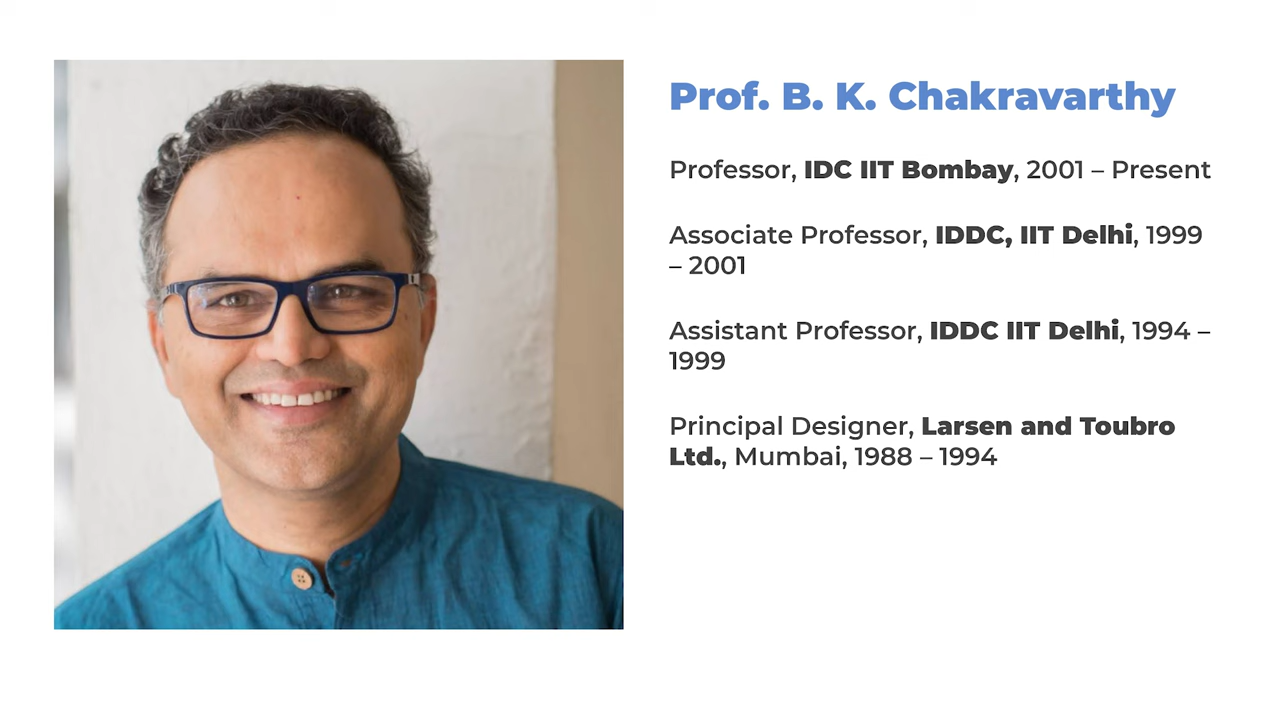 Prof. B. K. Chakravarthy
Professor, IDC IIT Bombay, 2001 – Present
Associate Professor, IDDC, IIT Delhi, 1999
– 2001
Assistant Professor, IDDC IIT Delhi, 1994 –
1999
Principal Designer, Larsen and Toubro
Ltd., Mumbai, 1988 – 1994